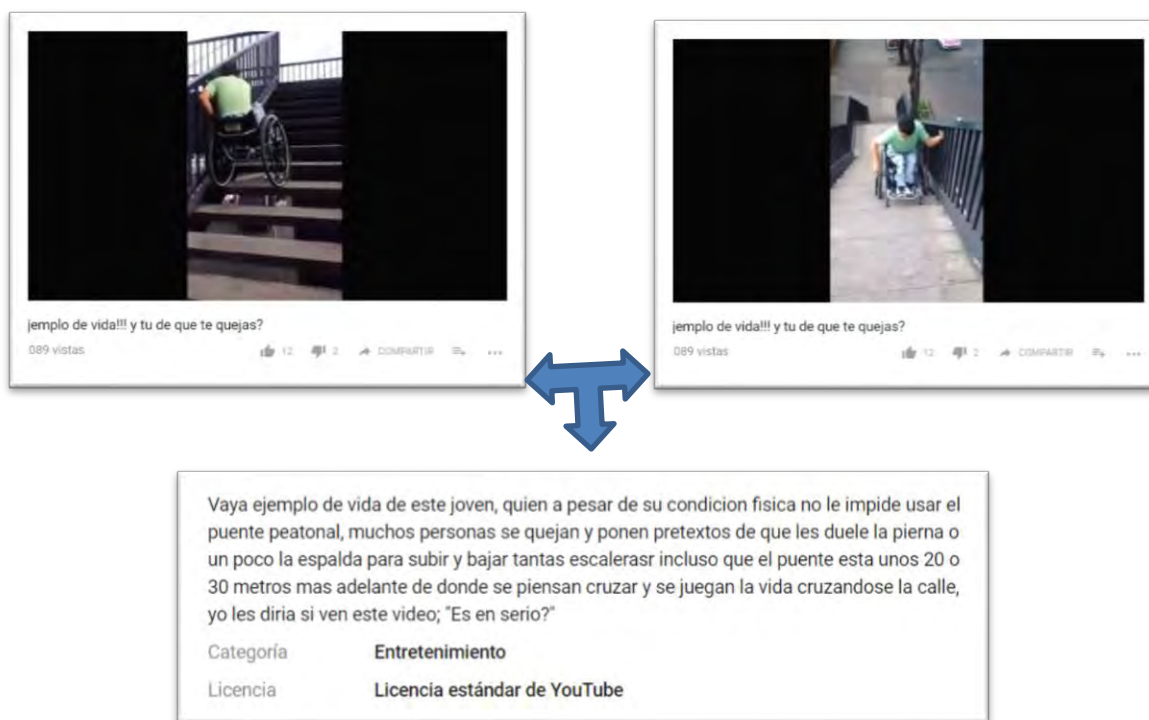 jemplo de vida!!! y tu de que te quejas?
089 vistas 12 2 COMPARTIR
jemplo de vida!!! y tu de que te quejas?
089 vistas 12 2 COMPARTIR
Vaya ejemplo de vida de este joven, quien a pesar de su condicion fisica no le impide usar el
puente peatonal, muchos personas se quejan y ponen pretextos de que les duele la pierna o
un poco la espalda para subir y bajar tantas escalerasr incluso que el puente esta unos 20 o
30 metros mas adelante de donde se piensan cruzar y se juegan la vida cruzandose la calle,
yo les diria si ven este video; "Es en serio?"
Categoría Entretenimiento
Licencia Licencia estándar de YouTube